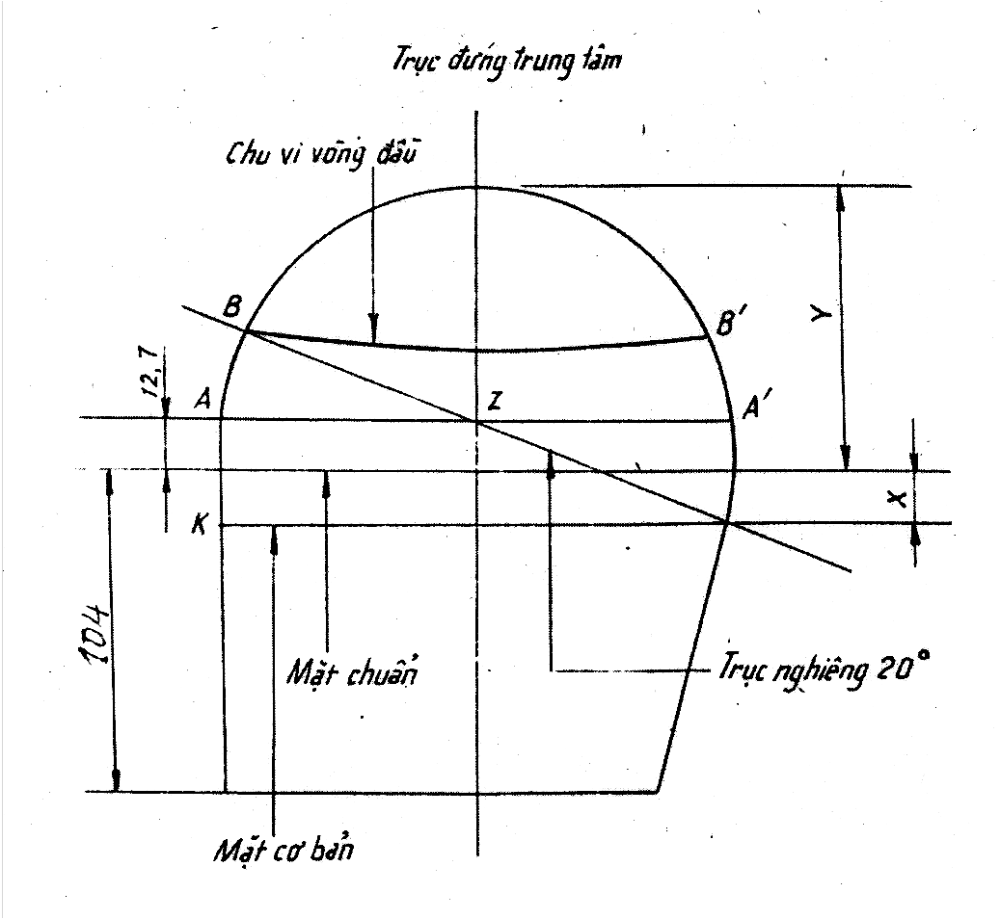 Trục đứng trung tâm
Chu vi vòng đầu
B
B'
Y
12,7
A
Z
A'
X
K
104
Mặt chuẩn
Trục nghiêng 20°
Mặt cơ bản